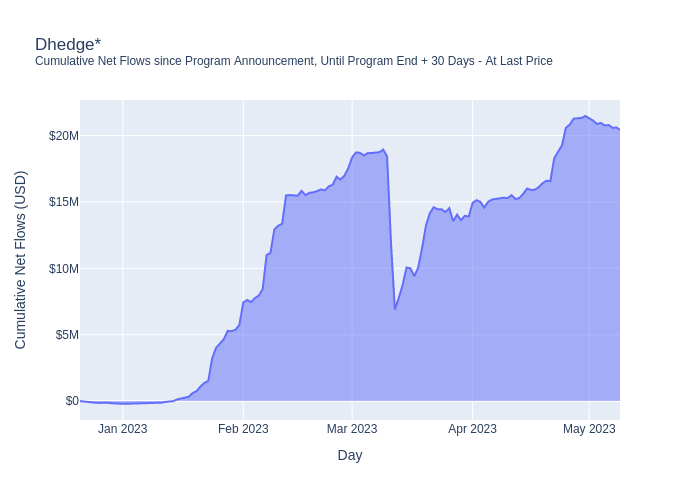 Dhedge*
Cumulative Net Flows since Program Announcement, Until Program End + 30 Days - At Last Price
Cumulative Net Flows (USD)
$20M
$15M
$10M
$5M
$0
Jan 2023 Feb 2023 Mar 2023 Apr 2023 May 2023
Day